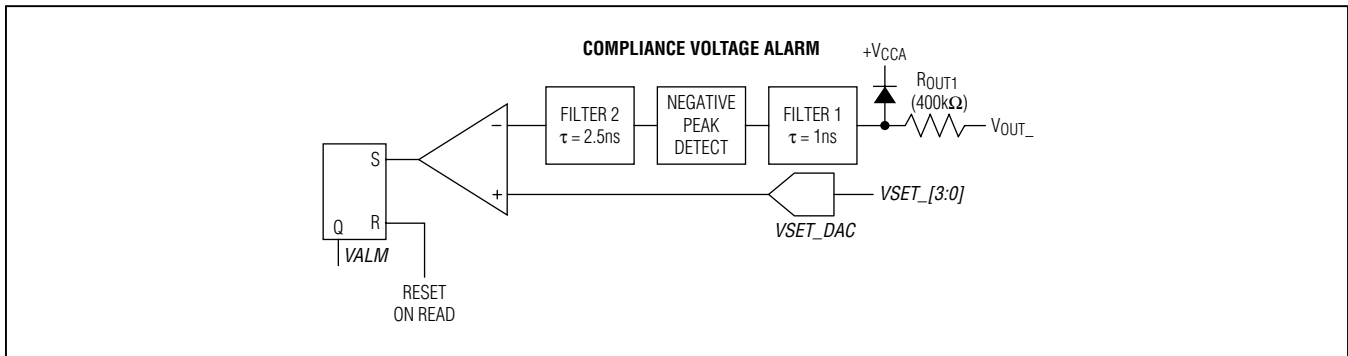 COMPLIANCE VOLTAGE ALARM
+VCCA
ROUT1
(400kΩ)
VOUT_
FILTER 1
τ = 1ns
NEGATIVE
PEAK
DETECT
FILTER 2
τ = 2.5ns
−
+
S
R
Q
VALM
RESET
ON READ
VSET_[3:0]
VSET_DAC